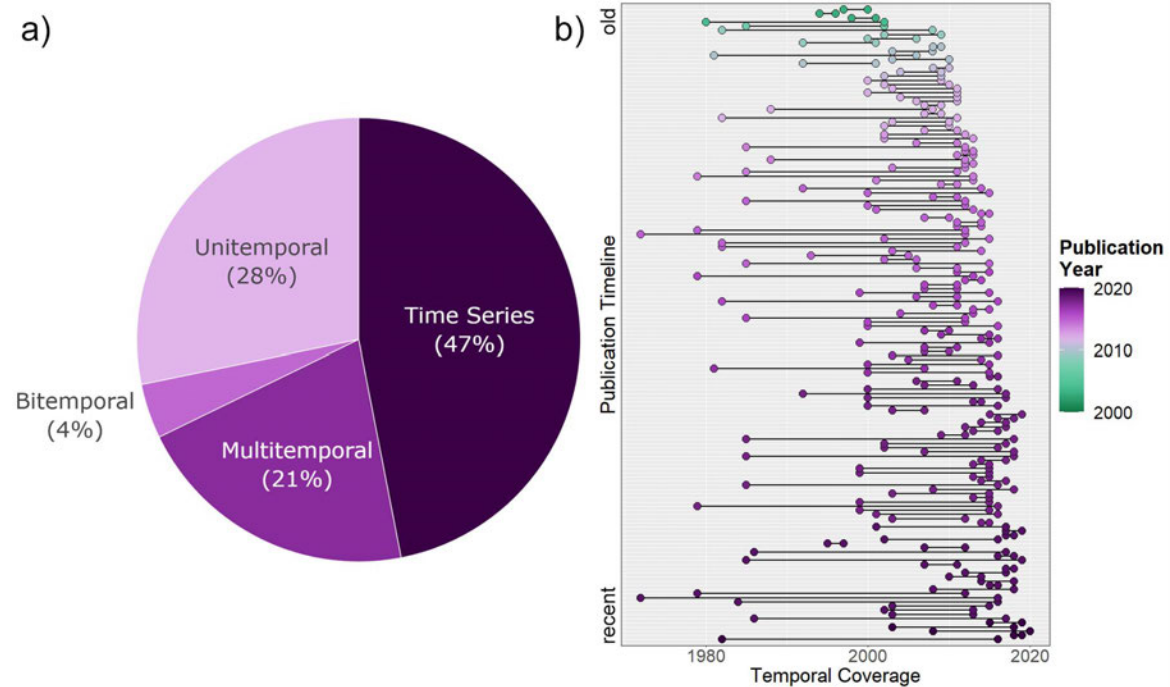 a)
Unitemporal
(28%)
Time Series
(47%)
Bitemporal
(4%)
Multitemporal
(21%)
b)
old
Publication Timeline
recent
1980
2000
2020
Temporal Coverage
Publication
Year
2020
2010
2000